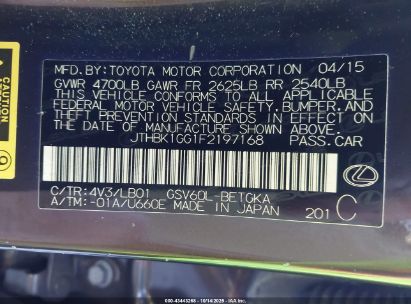 MFD. BY: TOYOTA MOTOR CORPORATION 04/15
GVWR 4700LB GAWR FR 2625LB RR 2540LB
THIS VEHICLE CONFORMS TO ALL APPLICABLE
FEDERAL MOTOR VEHICLE SAFETY, BUMPER, AND
THEFT PREVENTION STANDARDS IN EFFECT ON
THE DATE OF MANUFACTURE SHOWN ABOVE.
JTHBK1GG1F2197168 PASS.CAR
C/TR: 4V3/LB01 GSV60L-BETGKA
A/TM: -01A/U660E MADE IN JAPAN 201 C
CAUTION